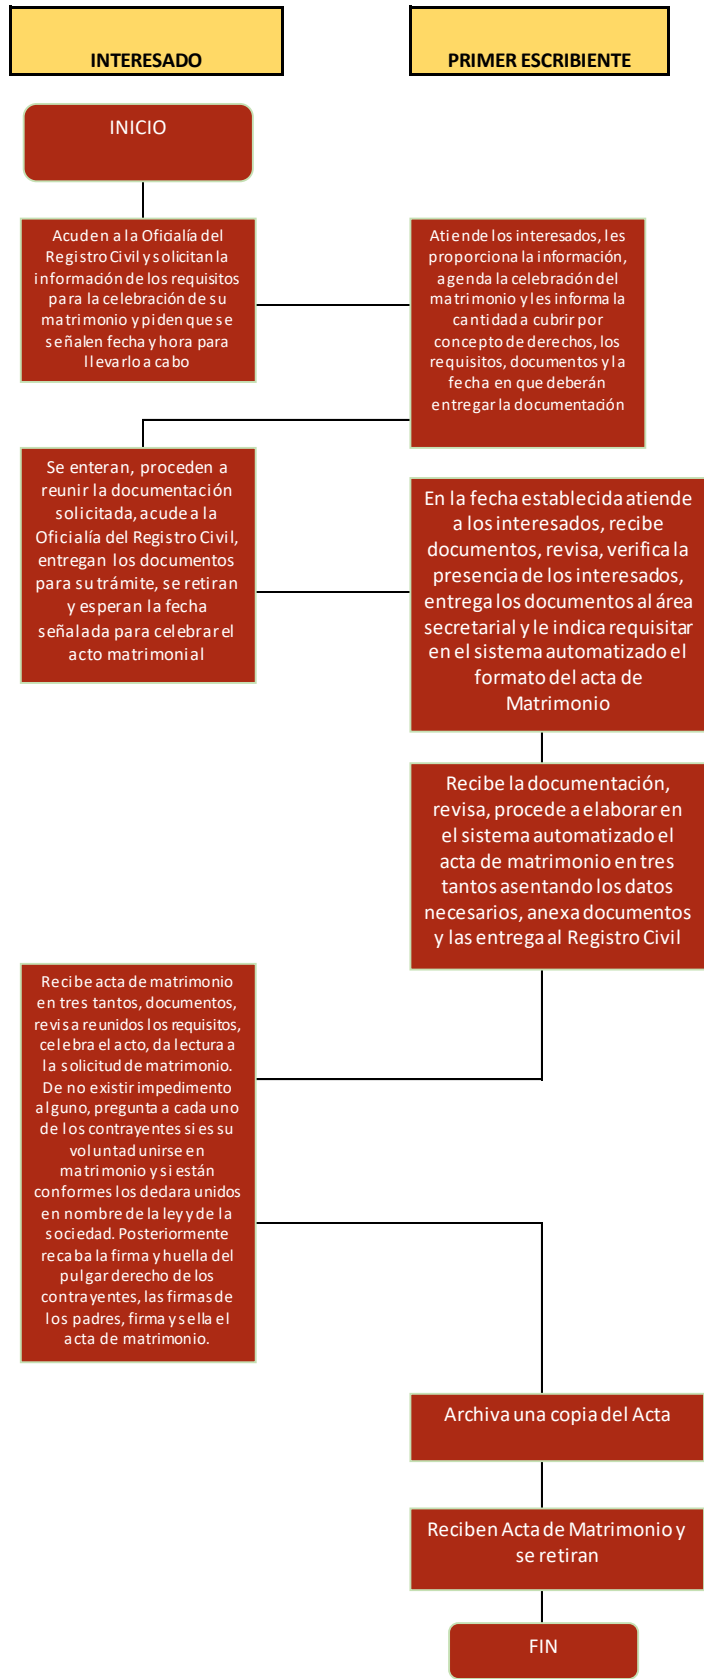 INTERESADO
PRIMER ESCRIBIENTE
INICIO
Acuden a la Oficialía del
Registro Civil y solicitan la
información de los requisitos
para la celebración de su
matrimonio y piden que se
señalen fecha y hora para
llevarlo a cabo
Atiende los interesados, les
proporciona la información,
agenda la celebración del
matrimonio y les informa la
cantidad a cubrir por
concepto de derechos, los
requisitos, documentos y la
fecha en que deberán
entregar la documentación
Se enteran, proceden a
reunir la documentación
solicitada, acude a la
Oficialía del Registro Civil,
entregan los documentos
para su trámite, se retiran
y esperan la fecha
señalada para celebrar el
acto matrimonial
En la fecha establecida atiende
a los interesados, recibe
documentos, revisa, verifica la
presencia de los interesados,
entrega los documentos al área
secretarial y le indica requisitar
en el sistema automatizado el
formato del acta de
Matrimonio
Recibe la documentación,
revisa, procede a elaborar en
el sistema automatizado el
acta de matrimonio en tres
tantos asentando los datos
necesarios, anexa documentos
y las entrega al Registro Civil
Recibe acta de matrimonio
en tres tantos, documentos,
revisa reunidos los requisitos,
celebra el acto, da lectura a
la solicitud de matrimonio.
De no existir impedimento
alguno, pregunta a cada uno
de los contrayentes si es su
voluntad unirse en
matrimonio y si están
conformes los declara unidos
en nombre de la ley y de la
sociedad. Posteriormente
recaba la firma y huella del
pulgar derecho de los
contrayentes, las firmas de
los padres, firma y sella el
acta de matrimonio.
Archiva una copia del Acta
Reciben Acta de Matrimonio y
se retiran
FIN